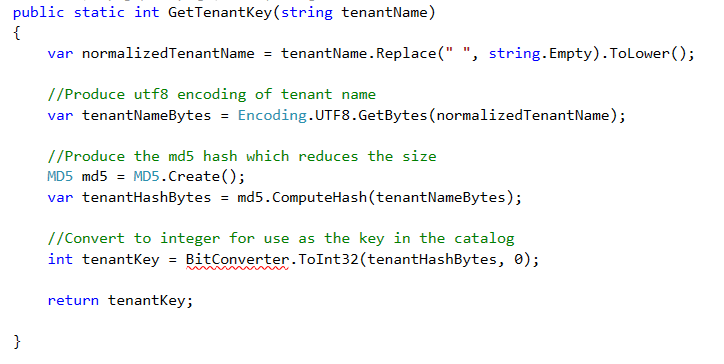 public static int GetTenantKey(string tenantName)
{
var normalizedTenantName = tenantName.Replace(" ", string.Empty).ToLower();
//Produce utf8 encoding of tenant name
var tenantNameBytes = Encoding.UTF8.GetBytes(normalizedTenantName);
//Produce the md5 hash which reduces the size
MD5 md5 = MD5.Create();
var tenantHashBytes = md5.ComputeHash(tenantNameBytes);
//Convert to integer for use as the key in the catalog
int tenantKey = BitConverter.ToInt32(tenantHashBytes, 0);
return tenantKey;
}